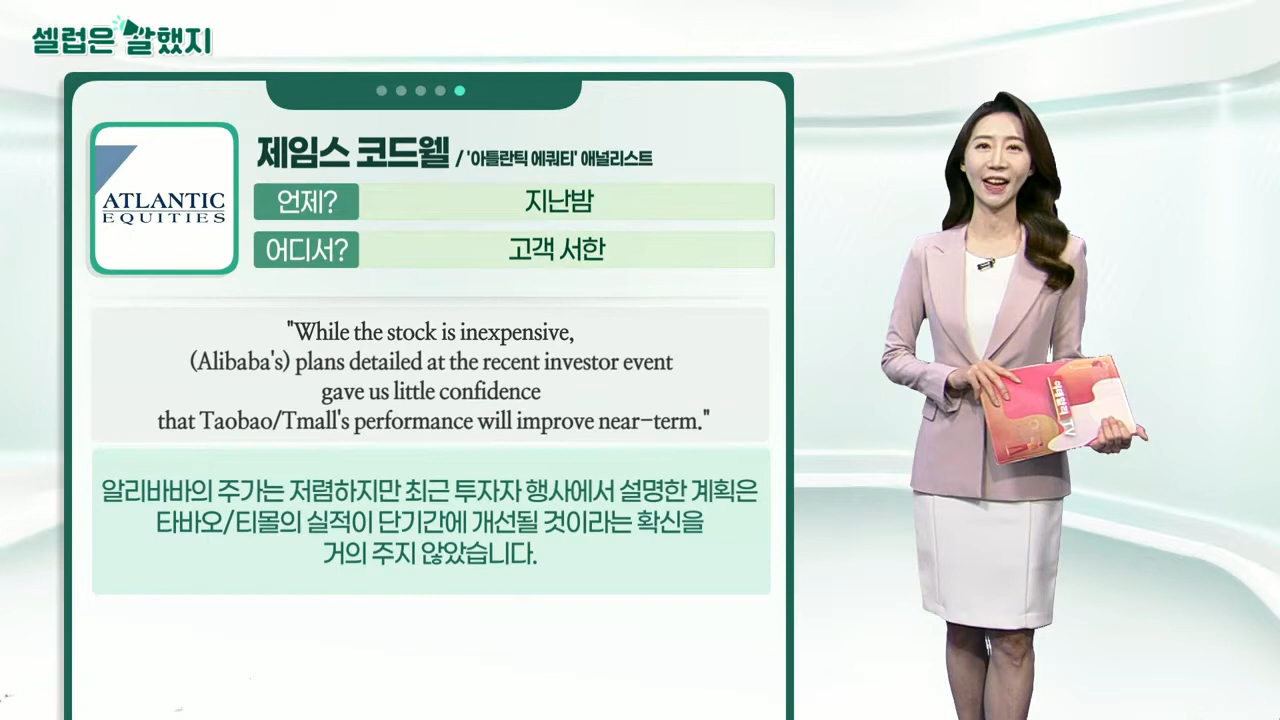 셀럽은 말했지
ATLANTIC
EQUITIES
제임스 코드웰 / '아틀란틱 에쿼티' 애널리스트
언제? 지난밤
어디서? 고객 서한
"While the stock is inexpensive,
(Alibaba's) plans detailed at the recent investor event
gave us little confidence
that Taobao/Tmall's performance will improve near-term."
알리바바의 주가는 저렴하지만 최근 투자자 행사에서 설명한 계획은
타바오/티몰의 실적이 단기간에 개선될 것이라는 확신을
거의 주지 않았습니다.
이데일리 TV